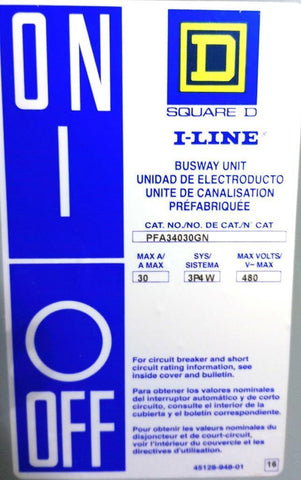 ON
I
O
OFF
D
SQUARE D
I-LINE
BUSWAY UNIT
UNIDAD DE ELECTRODUCTO
UNITE DE CANALISATION
PRÉFABRIQUÉE
CAT. NO./NO. DE CAT./N° CAT
PFA34030GN
MAX A/ SYS/ MAX VOLTS/
A MAX SISTEMA V~ MAX
30 3P4W 480
For circuit breaker and short
circuit rating information, see
inside cover and bulletin.
Para obtener los valores nominales
del interruptor automático y de corto
circuito, consulte el interior de la
cubierta y el boletín correspondiente.
Pour obtenir les valeurs nominales du
disjoncteur et de court-circuit,
voir l'intérieur du couvercle et les
directives d'utilisation.
45128-948-01 16